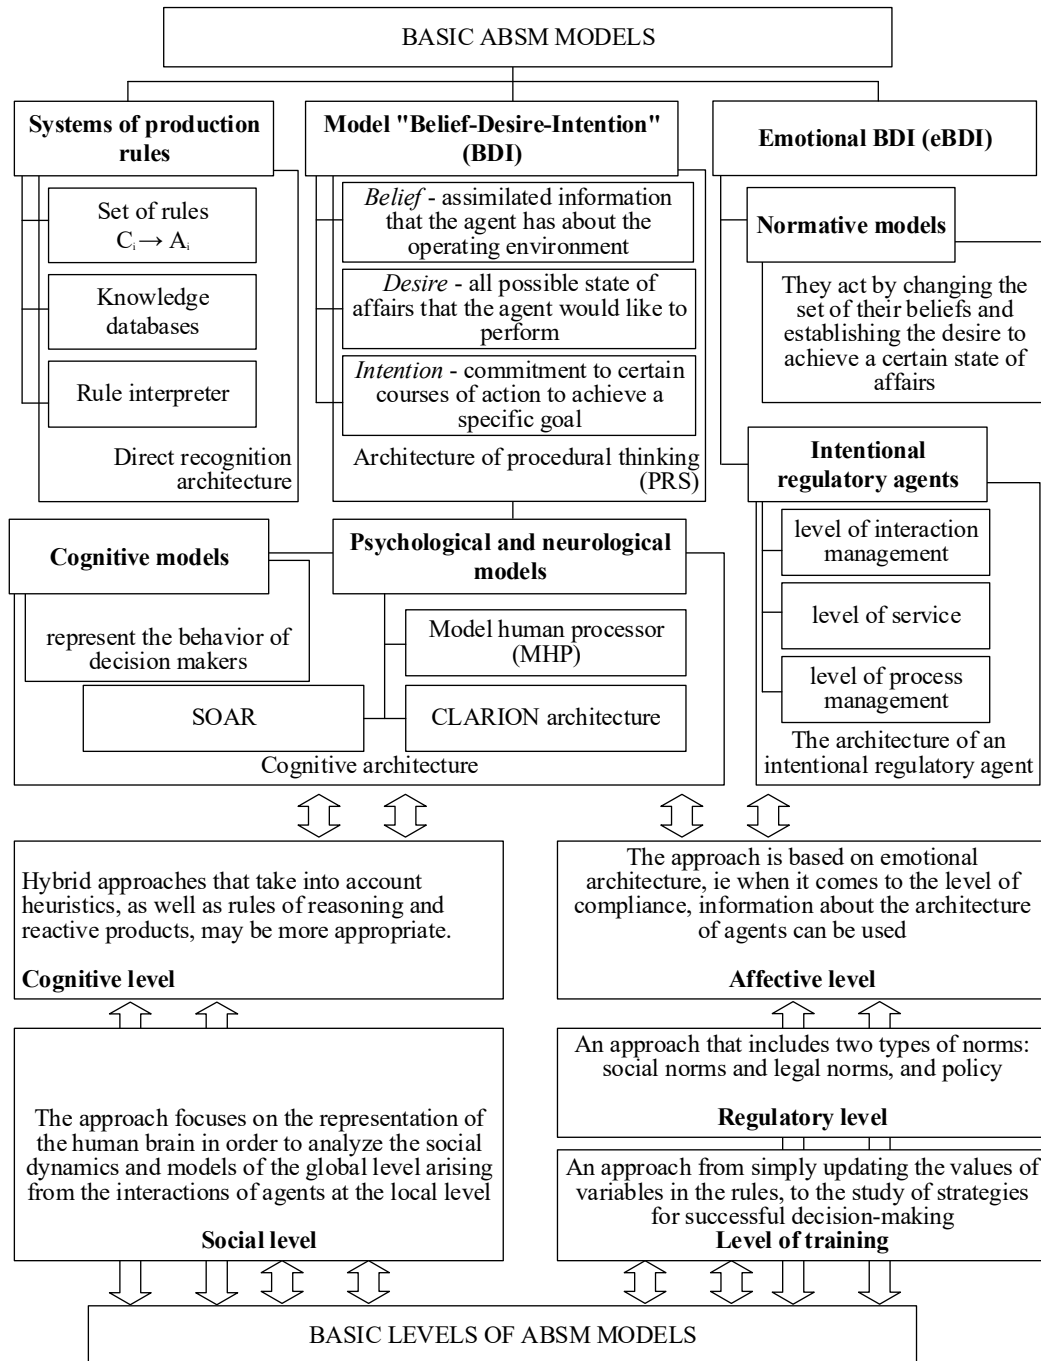 BASIC ABSM MODELS
Systems of production
rules
Set of rules
Cᵢ → Aᵢ
Knowledge
databases
Rule interpreter
Direct recognition
architecture
Model "Belief-Desire-Intention"
(BDI)
Belief - assimilated information
that the agent has about the
operating environment
Desire - all possible state of
affairs that the agent would like to
perform
Intention - commitment to certain
courses of action to achieve a
specific goal
Architecture of procedural thinking
(PRS)
Emotional BDI (eBDI)
Normative models
They act by changing the
set of their beliefs and
establishing the desire to
achieve a certain state of
affairs
Intentional
regulatory agents
level of interaction
management
level of service
level of process
management
The architecture of an
intentional regulatory agent
Cognitive models
represent the behavior of
decision makers
Psychological and neurological
models
Model human processor
(MHP)
SOAR
CLARION architecture
Cognitive architecture
Hybrid approaches that take into account
heuristics, as well as rules of reasoning and
reactive products, may be more appropriate.
Cognitive level
The approach is based on emotional
architecture, ie when it comes to the level of
compliance, information about the architecture
of agents can be used
Affective level
The approach focuses on the representation of
the human brain in order to analyze the social
dynamics and models of the global level arising
from the interactions of agents at the local level
Social level
An approach that includes two types of norms:
social norms and legal norms, and policy
Regulatory level
An approach from simply updating the values of
variables in the rules, to the study of strategies
for successful decision-making
Level of training
BASIC LEVELS OF ABSM MODELS